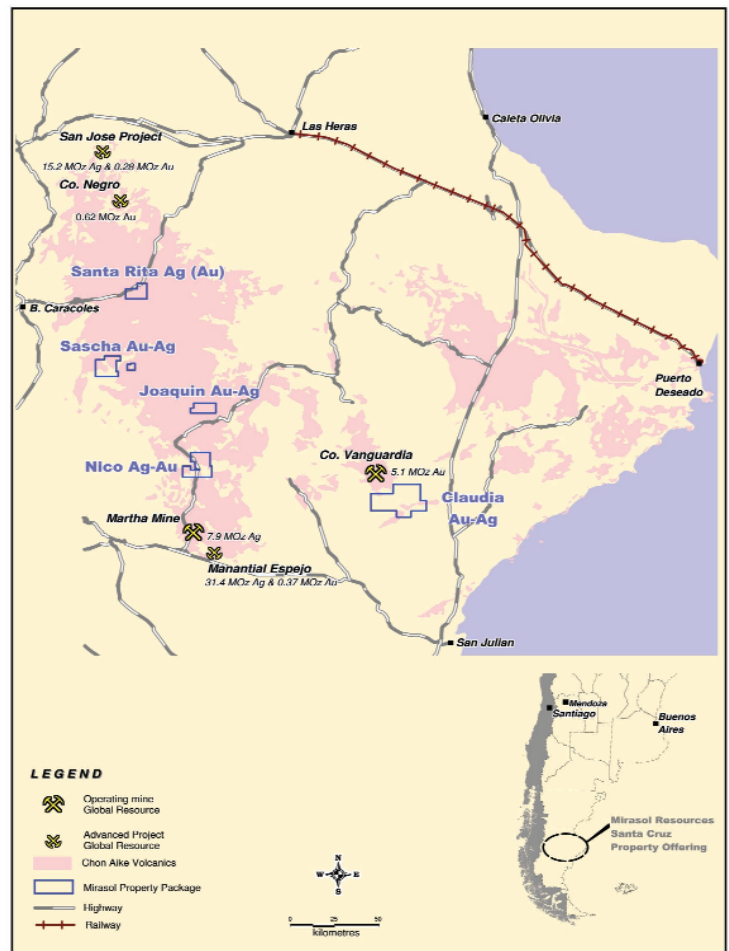 Las Heras
Caleta Olivia
San Jose Project
15.2 MOz Ag & 0.28 MOz Au
Co. Negro
0.62 MOz Au
Santa Rita Ag (Au)
B. Caracoles
Sascha Au-Ag
Joaquin Au-Ag
Puerto
Deseado
Co. Vanguardia
5.1 MOz Au
Nico Ag-Au
Claudia
Au-Ag
Martha Mine
7.9 MOz Ag
Manantial Espejo
31.4 MOz Ag & 0.37 MOz Au
San Julian
Mendoza
Santiago
Buenos
Aires
Mirasol Resources
Santa Cruz
Property Offering
LEGEND
Operating mine
Global Resource
Advanced Project
Global Resource
Chon Aike Volcanics
Mirasol Property Package
Highway
Railway
N
W
E
S
0 25 50
kilometres